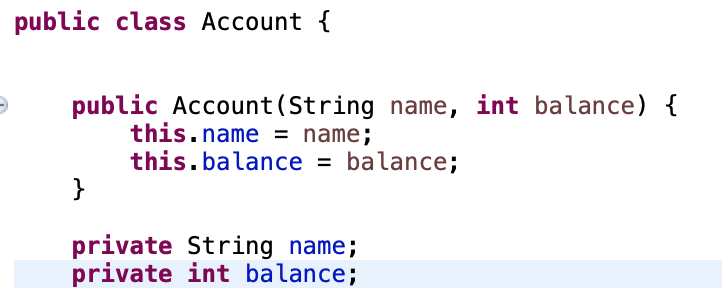 public class Account {
public Account(String name, int balance) {
this.name = name;
this.balance = balance;
}
private String name;
private int balance;